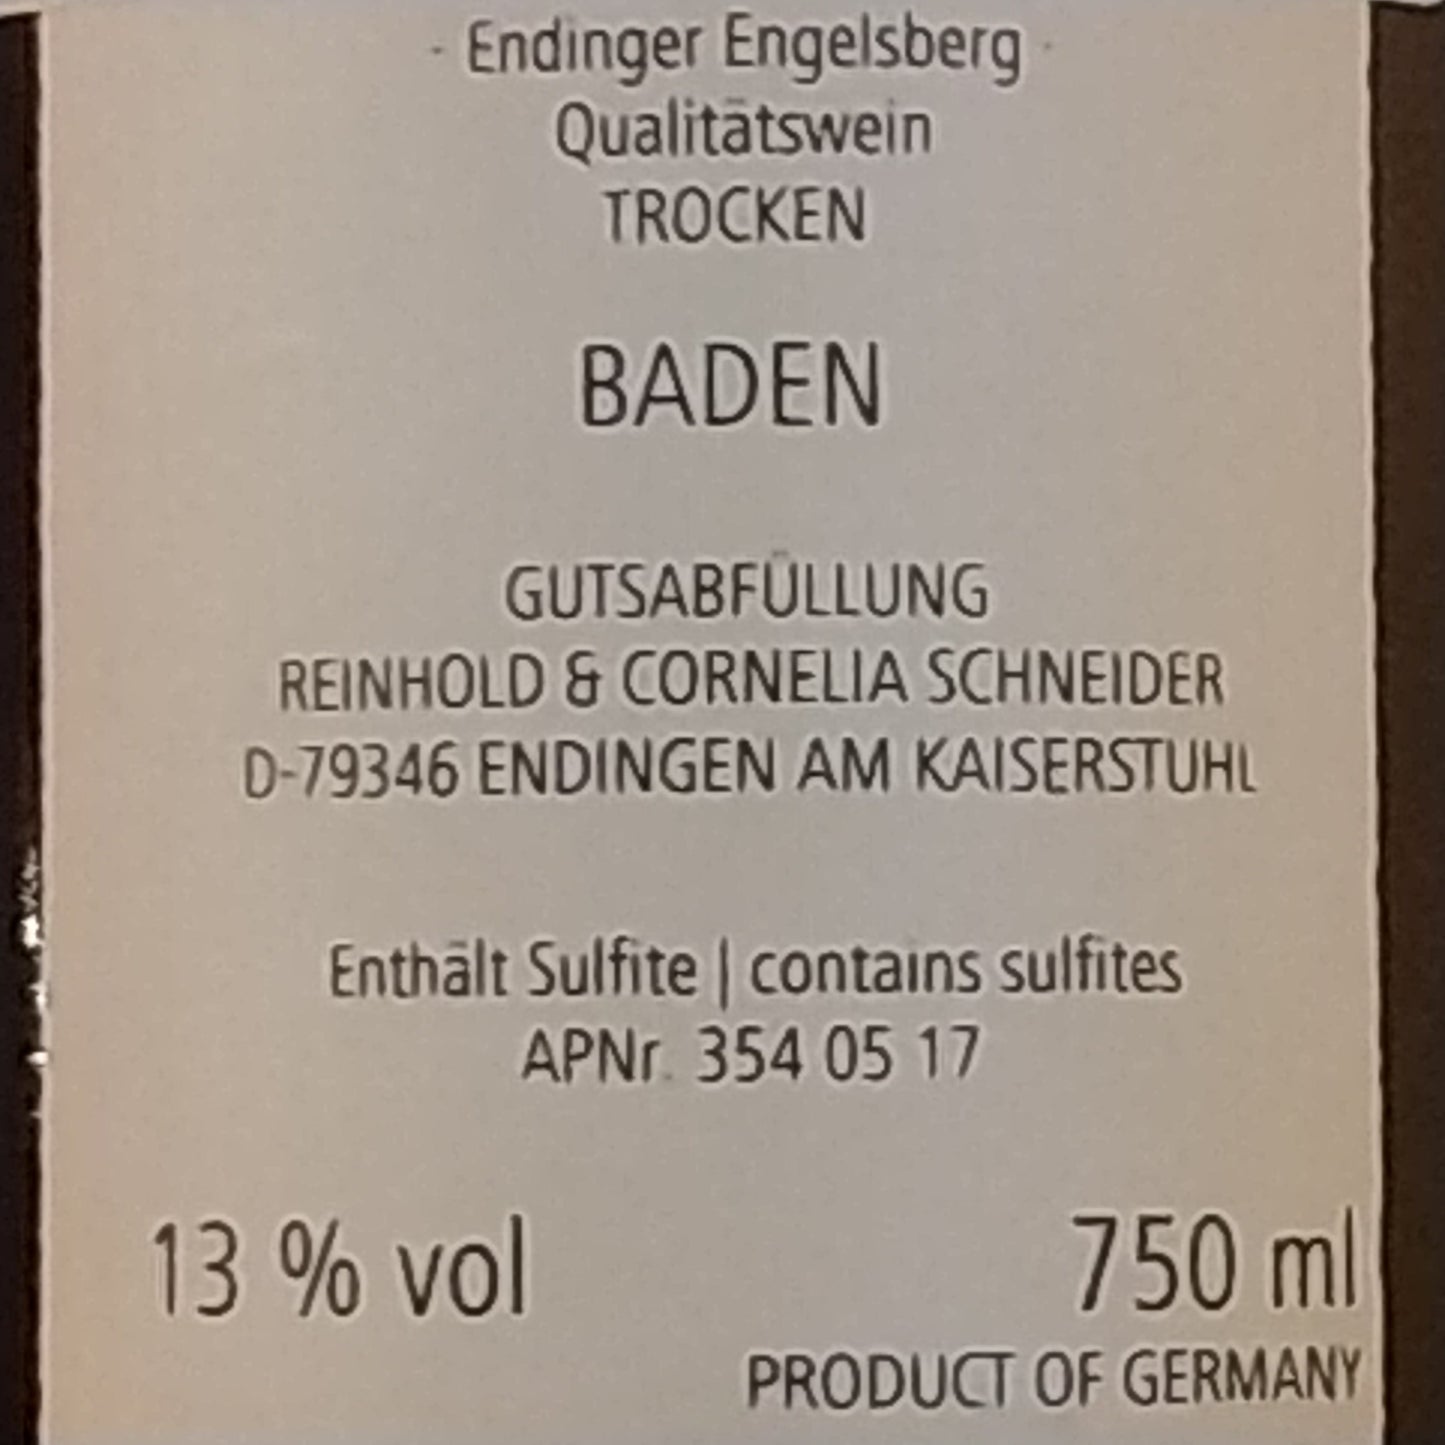 · Endinger Engelsberg ·
Qualitätswein
TROCKEN
BADEN
GUTSABFÜLLUNG
REINHOLD & CORNELIA SCHNEIDER
D-79346 ENDINGEN AM KAISERSTUHL
Enthält Sulfite | contains sulfites
APNr. 354 05 17
13 % vol
750 ml
PRODUCT OF GERMANY